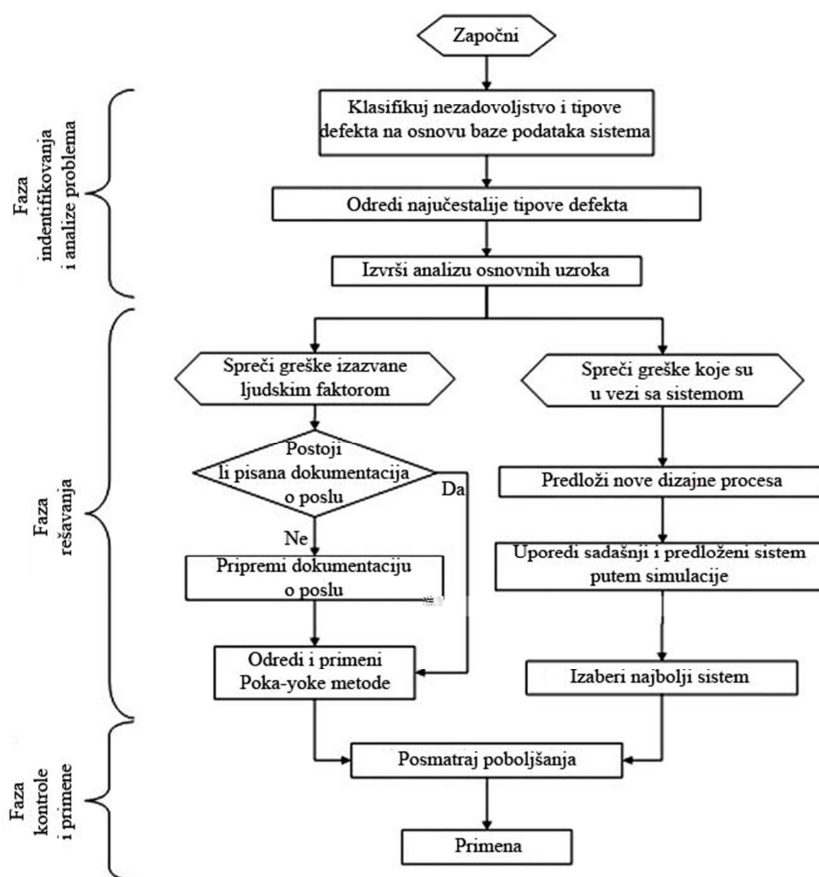 Započni
Faza
indentifikovanja
i analize problema
Klasifikuj nezadovoljstvo i tipove
defekta na osnovu baze podataka sistema
Odredi najučestalije tipove defekta
Izvrši analizu osnovnih uzroka
Faza
rešavanja
Spreči greške izazvane
ljudskim faktorom
Postoji
li pisana dokumentacija
o poslu
Da
Ne
Pripremi dokumentaciju
o poslu
Odredi i primeni
Poka-yoke metode
Spreči greške koje su
u vezi sa sistemom
Predloži nove dizajne procesa
Uporedi sadašnji i predloženi sistem
putem simulacije
Izaberi najbolji sistem
Faza
kontrole
i primene
Posmatraj poboljšanja
Primena